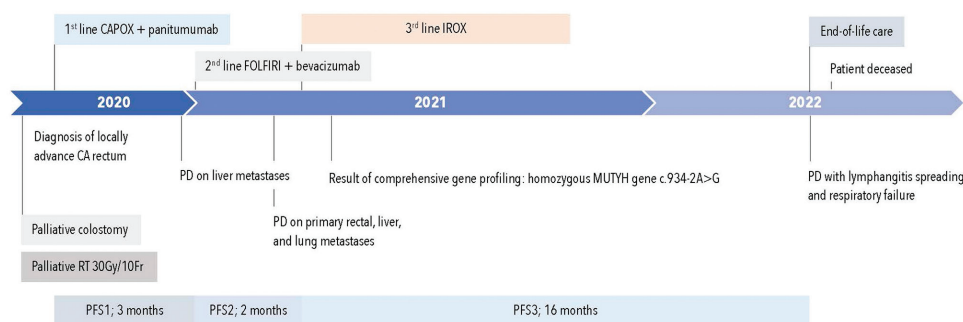 1st line CAPOX + panitumumab
3rd line IROX
End-of-life care
2nd line FOLFIRI + bevacizumab
Patient deceased
2020
2021
2022
Diagnosis of locally
advance CA rectum
PD on liver metastases
Result of comprehensive gene profiling: homozygous MUTYH gene c.934-2A>G
PD with lymphangitis spreading
and respiratory failure
PD on primary rectal, liver,
and lung metastases
Palliative colostomy
Palliative RT 30Gy/10Fr
PFS1; 3 months
PFS2; 2 months
PFS3; 16 months